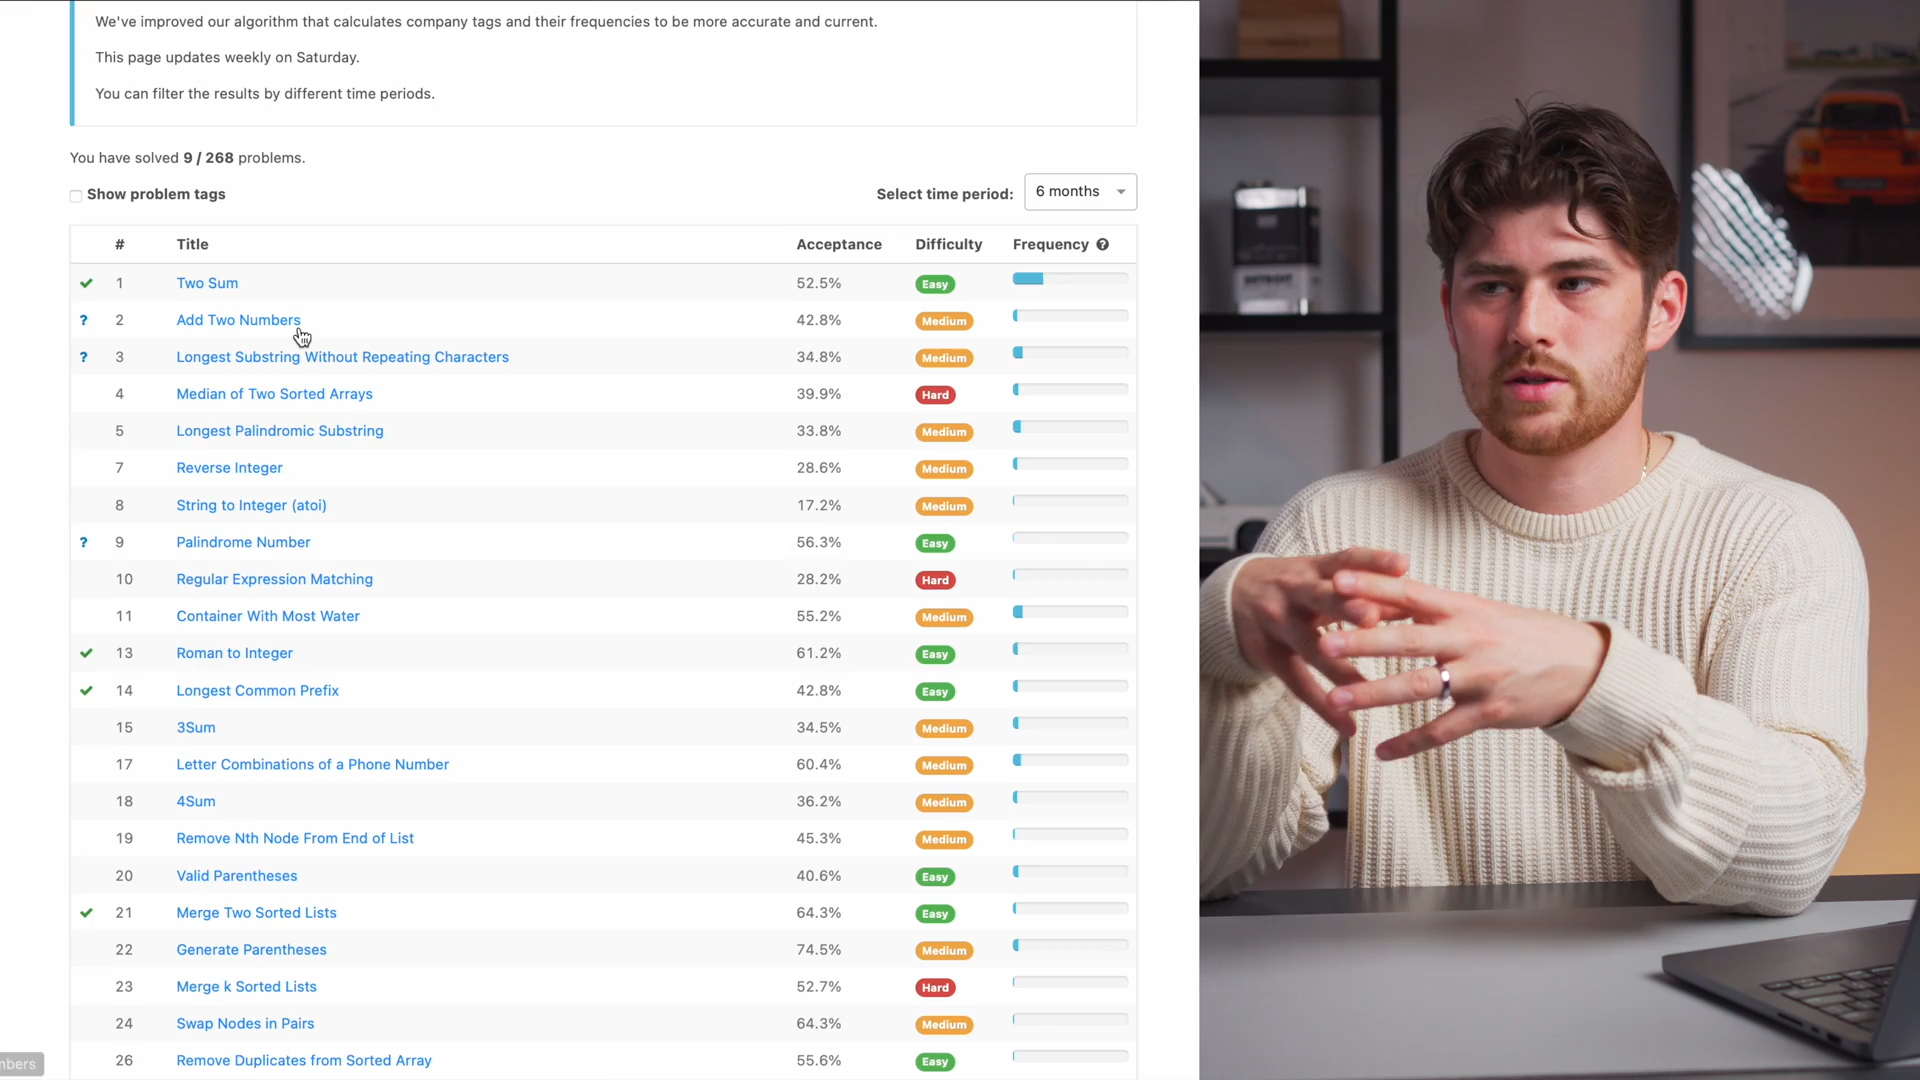 We've improved our algorithm that calculates company tags and their frequencies to be more accurate and current.
This page updates weekly on Saturday.
You can filter the results by different time periods.
You have solved 9 / 268 problems.
Show problem tags
Select time period: 6 months
# Title Acceptance Difficulty Frequency ?
1 Two Sum 52.5% Easy
? 2 Add Two Numbers 42.8% Medium
? 3 Longest Substring Without Repeating Characters 34.8% Medium
4 Median of Two Sorted Arrays 39.9% Hard
5 Longest Palindromic Substring 33.8% Medium
7 Reverse Integer 28.6% Medium
8 String to Integer (atoi) 17.2% Medium
? 9 Palindrome Number 56.3% Easy
10 Regular Expression Matching 28.2% Hard
11 Container With Most Water 55.2% Medium
13 Roman to Integer 61.2% Easy
14 Longest Common Prefix 42.8% Easy
15 3Sum 34.5% Medium
17 Letter Combinations of a Phone Number 60.4% Medium
18 4Sum 36.2% Medium
19 Remove Nth Node From End of List 45.3% Medium
20 Valid Parentheses 40.6% Easy
21 Merge Two Sorted Lists 64.3% Easy
22 Generate Parentheses 74.5% Medium
23 Merge k Sorted Lists 52.7% Hard
24 Swap Nodes in Pairs 64.3% Medium
26 Remove Duplicates from Sorted Array 55.6% Easy
mbers
DETROIT